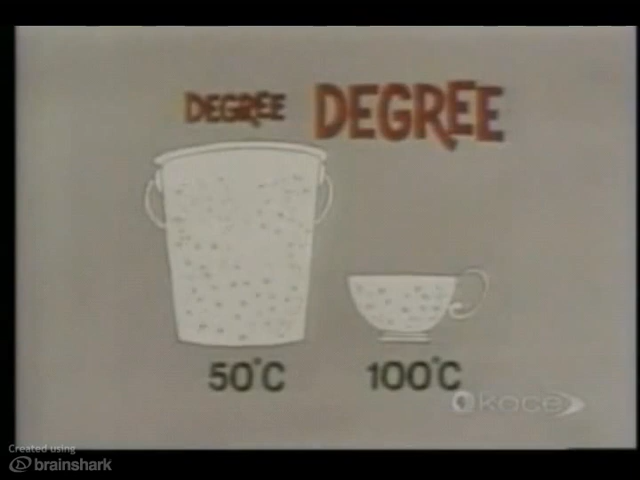 DEGREE DEGREE
50°C 100°C
koce
Created using
brainshark